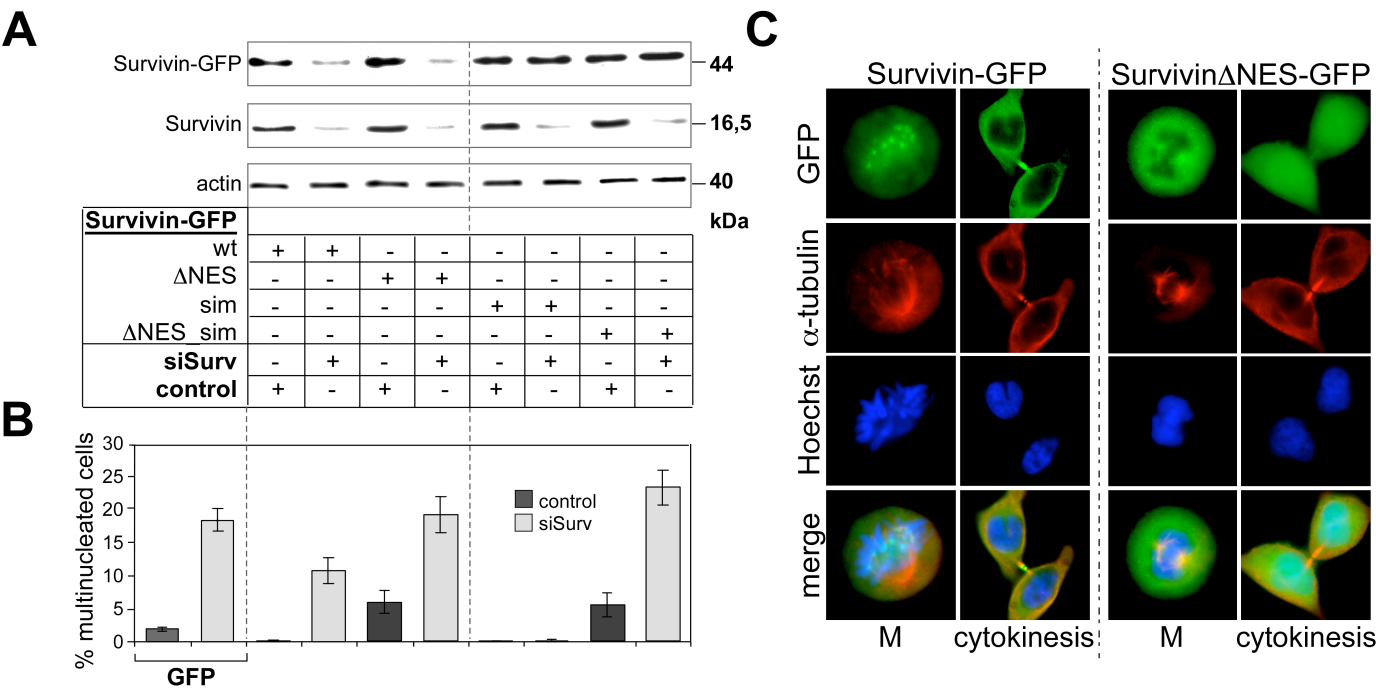 A
Survivin-GFP
44
Survivin
16,5
actin
40
Survivin-GFP
kDa
wt + + - - - - - -
ΔNES - - + + - - - -
sim - - - - + + - -
ΔNES_sim - - - - - - + +
siSurv - + - + - + - +
control + - + - + - + -
B
% multinucleated cells
30
25
20
15
10
5
0
control
siSurv
GFP
C
Survivin-GFP SurvivinΔNES-GFP
GFP
α-tubulin
Hoechst
merge
M cytokinesis M cytokinesis